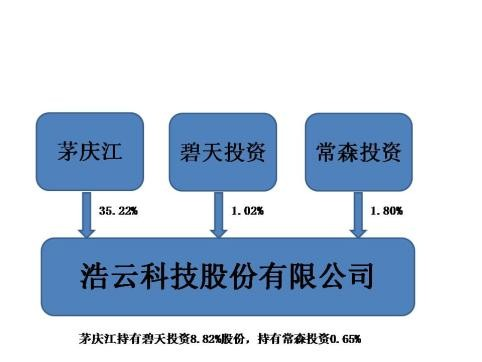 茅庆江 碧天投资 常森投资
35.22% 1.02% 1.80%
浩云科技股份有限公司
茅庆江持有碧天投资8.82%股份，持有常森投资0.65%